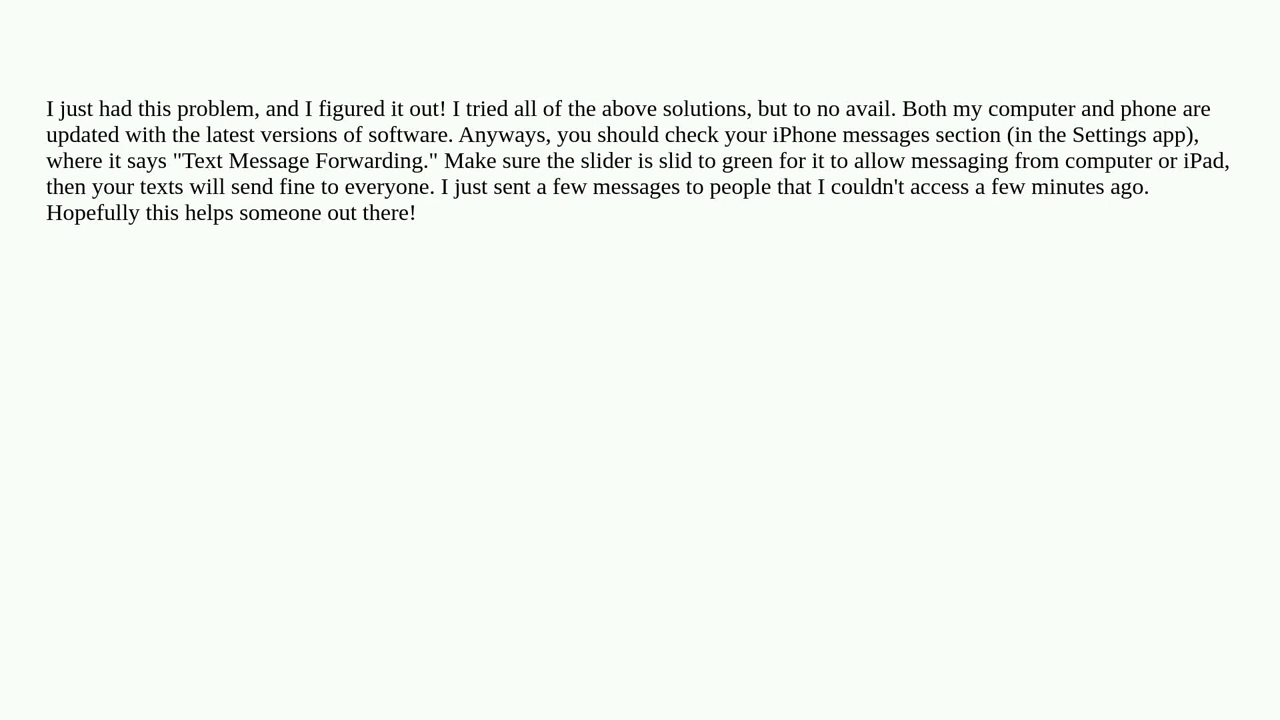 I just had this problem, and I figured it out! I tried all of the above solutions, but to no avail. Both my computer and phone are
updated with the latest versions of software. Anyways, you should check your iPhone messages section (in the Settings app),
where it says "Text Message Forwarding." Make sure the slider is slid to green for it to allow messaging from computer or iPad,
then your texts will send fine to everyone. I just sent a few messages to people that I couldn't access a few minutes ago.
Hopefully this helps someone out there!